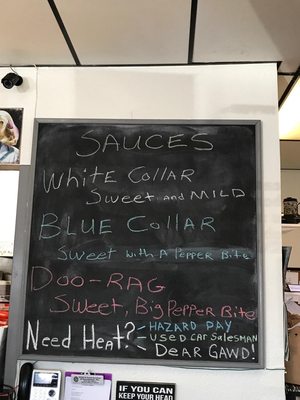 SAUCES
White Collar
Sweet and MILD
BLUE Collar
Sweet with A Pepper Bite
Doo-RAG
Sweet, Big Pepper Bite
Need Heat? - HAZARD PAY
- USED CAR SALESMAN
- DEAR GAWD!
IF YOU CAN
KEEP YOUR HEAD